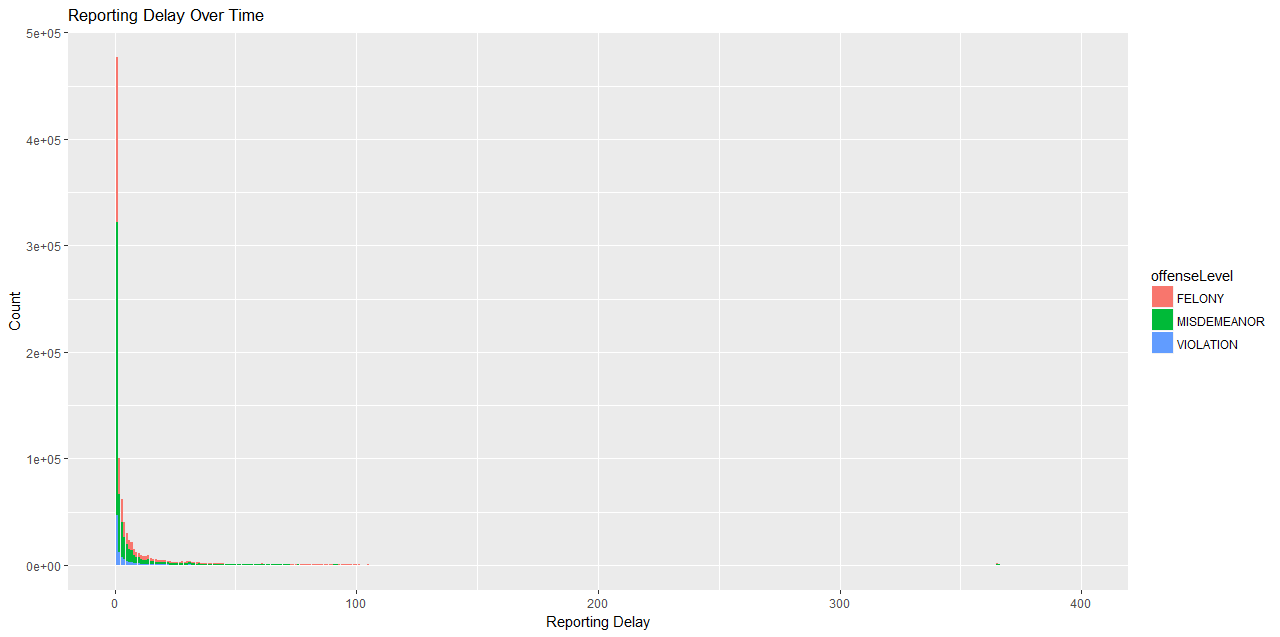 Reporting Delay Over Time
5e+05
4e+05
3e+05
2e+05
1e+05
0e+00
Count
0
100
200
300
400
Reporting Delay
offenseLevel
FELONY
MISDEMEANOR
VIOLATION